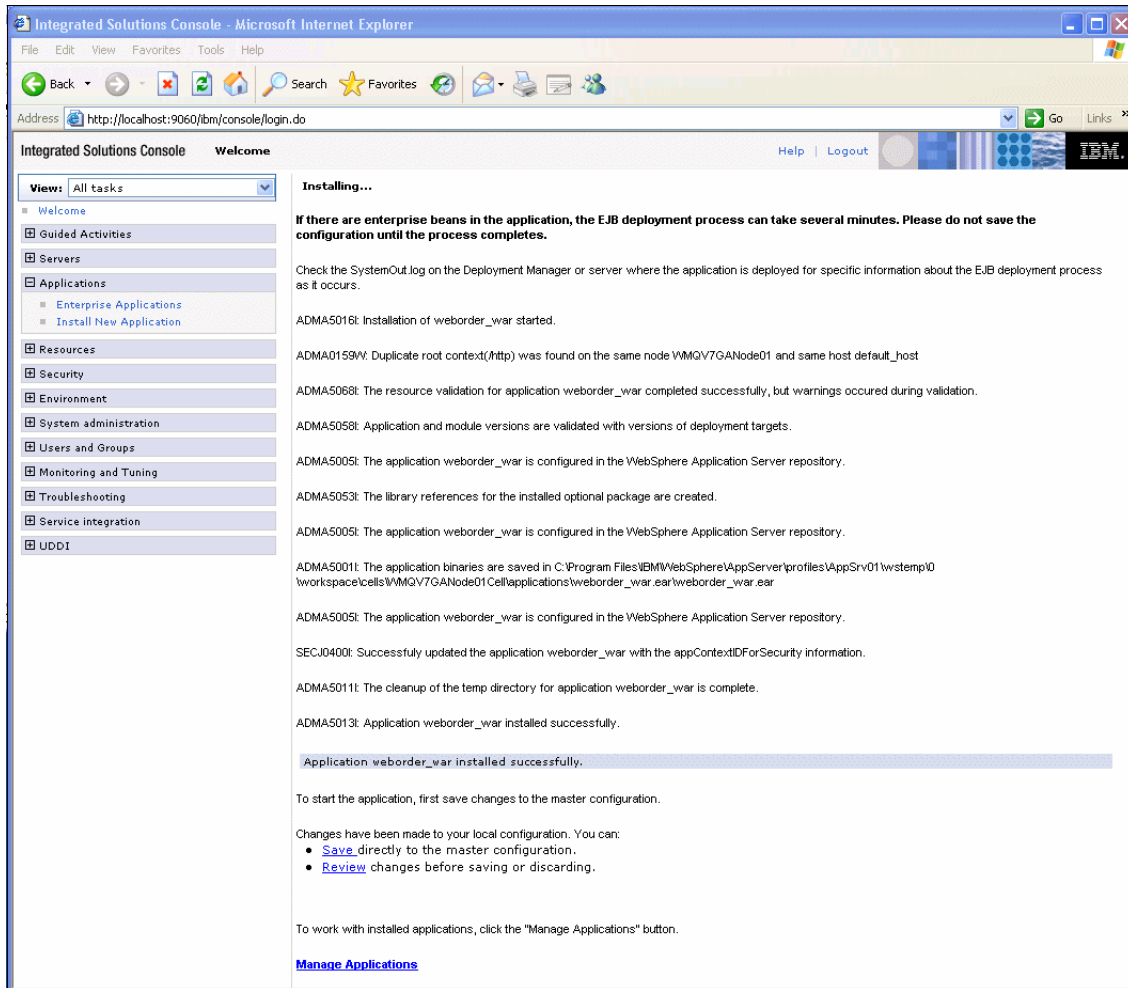 Integrated Solutions Console - Microsoft Internet Explorer
File Edit View Favorites Tools Help
Back Search Favorites
Address http://localhost:9060/ibm/console/login.do Go Links »
Integrated Solutions Console Welcome Help | Logout IBM.
View: All tasks
Welcome
Guided Activities
Servers
Applications
Enterprise Applications
Install New Application
Resources
Security
Environment
System administration
Users and Groups
Monitoring and Tuning
Troubleshooting
Service integration
UDDI
Installing...
If there are enterprise beans in the application, the EJB deployment process can take several minutes. Please do not save the
configuration until the process completes.
Check the SystemOut.log on the Deployment Manager or server where the application is deployed for specific information about the EJB deployment process
as it occurs.
ADMA5016I: Installation of weborder_war started.
ADMA0159W: Duplicate root context(/http) was found on the same node WMQV7GANode01 and same host default_host
ADMA5068I: The resource validation for application weborder_war completed successfully, but warnings occured during validation.
ADMA5058I: Application and module versions are validated with versions of deployment targets.
ADMA5005I: The application weborder_war is configured in the WebSphere Application Server repository.
ADMA5053I: The library references for the installed optional package are created.
ADMA5005I: The application weborder_war is configured in the WebSphere Application Server repository.
ADMA5001I: The application binaries are saved in C:\Program Files\IBM\WebSphere\AppServer\profiles\AppSrv01\wstemp\0
\workspace\cells\WMQV7GANode01Cell\applications\weborder_war.ear\weborder_war.ear
ADMA5005I: The application weborder_war is configured in the WebSphere Application Server repository.
SECJ0400I: Successfuly updated the application weborder_war with the appContextIDForSecurity information.
ADMA5011I: The cleanup of the temp directory for application weborder_war is complete.
ADMA5013I: Application weborder_war installed successfully.
Application weborder_war installed successfully.
To start the application, first save changes to the master configuration.
Changes have been made to your local configuration. You can:
Save directly to the master configuration.
Review changes before saving or discarding.
To work with installed applications, click the "Manage Applications" button.
Manage Applications